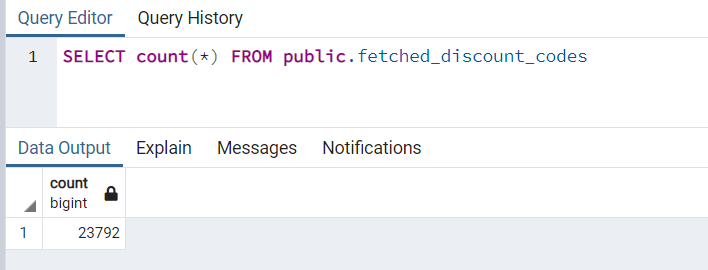 Query Editor Query History
1 SELECT count(*) FROM public.fetched_discount_codes
Data Output Explain Messages Notifications
count
bigint
1 23792